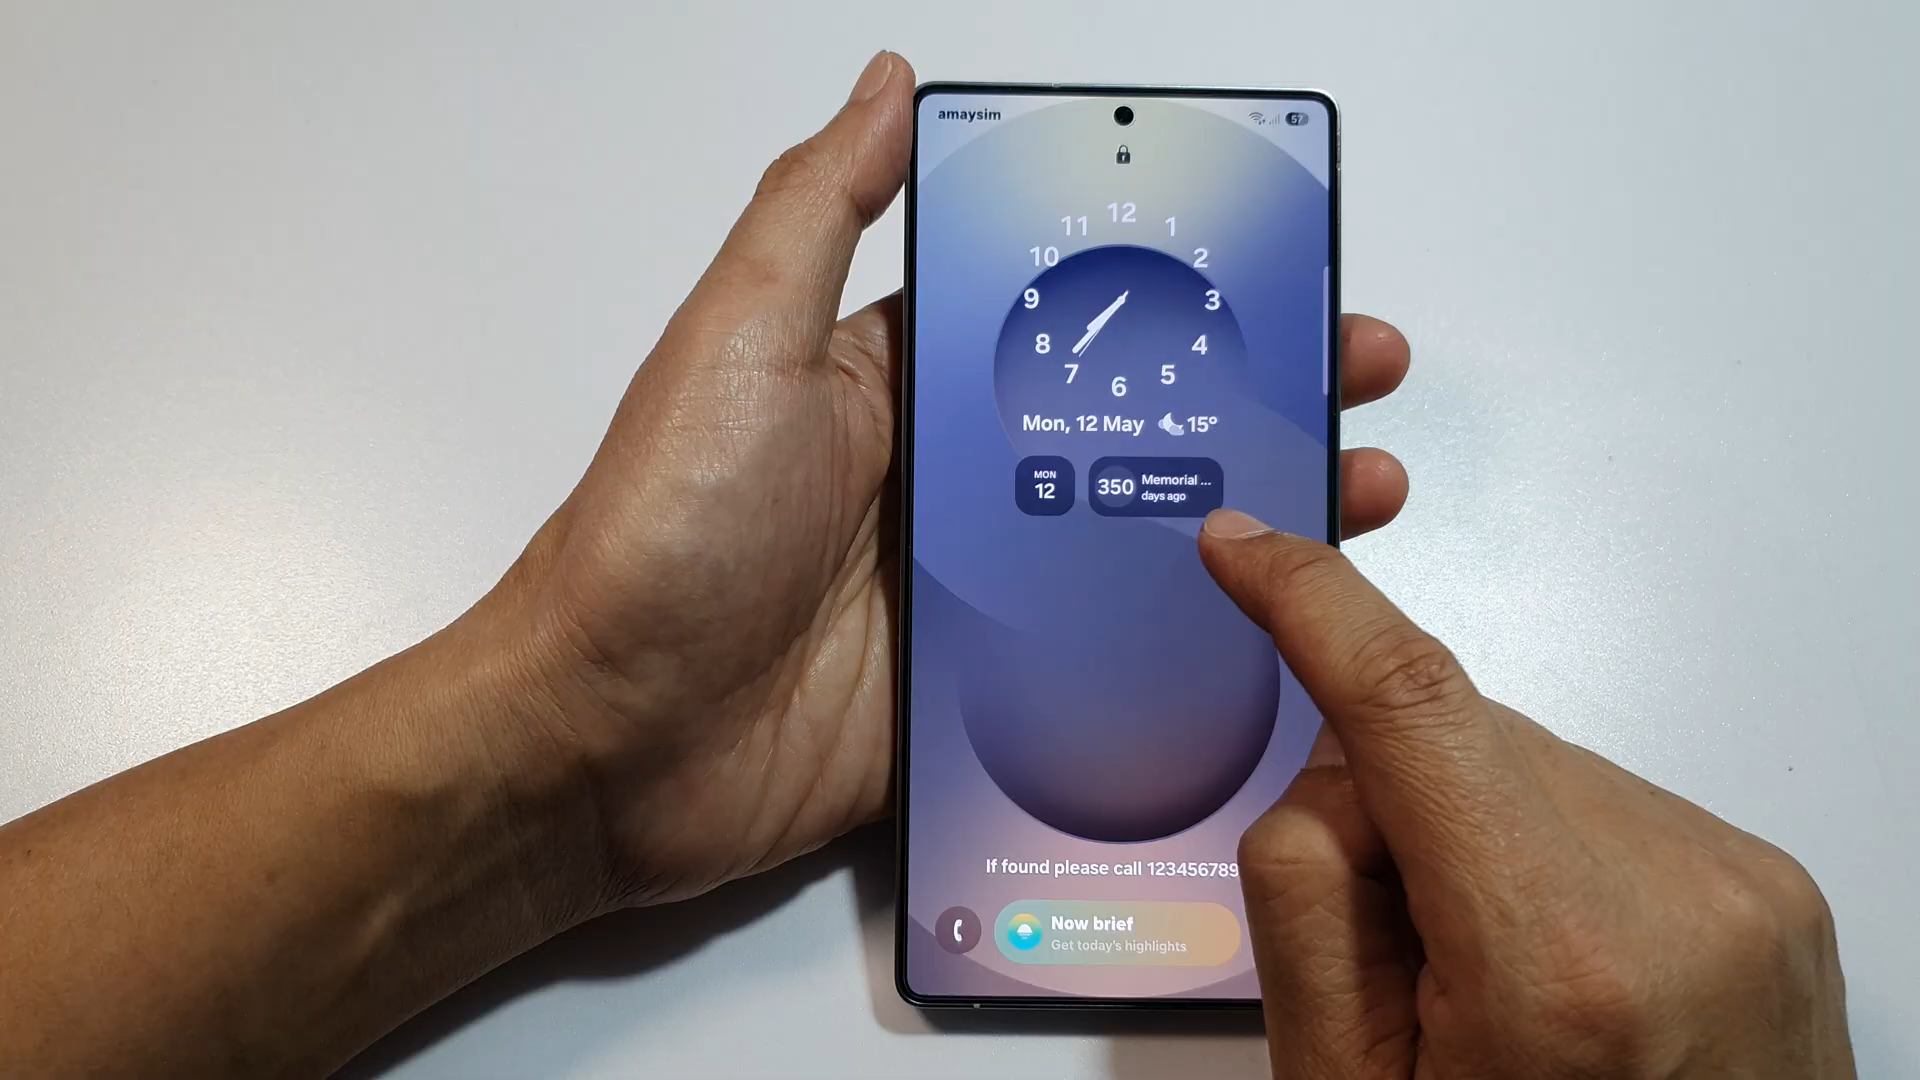 amaysim
57
12
11
1
10
2
9
3
8
4
7
5
6
Mon, 12 May 15°
MON
12
350
Memorial ...
days ago
If found please call 123456789
Now brief
Get today's highlights